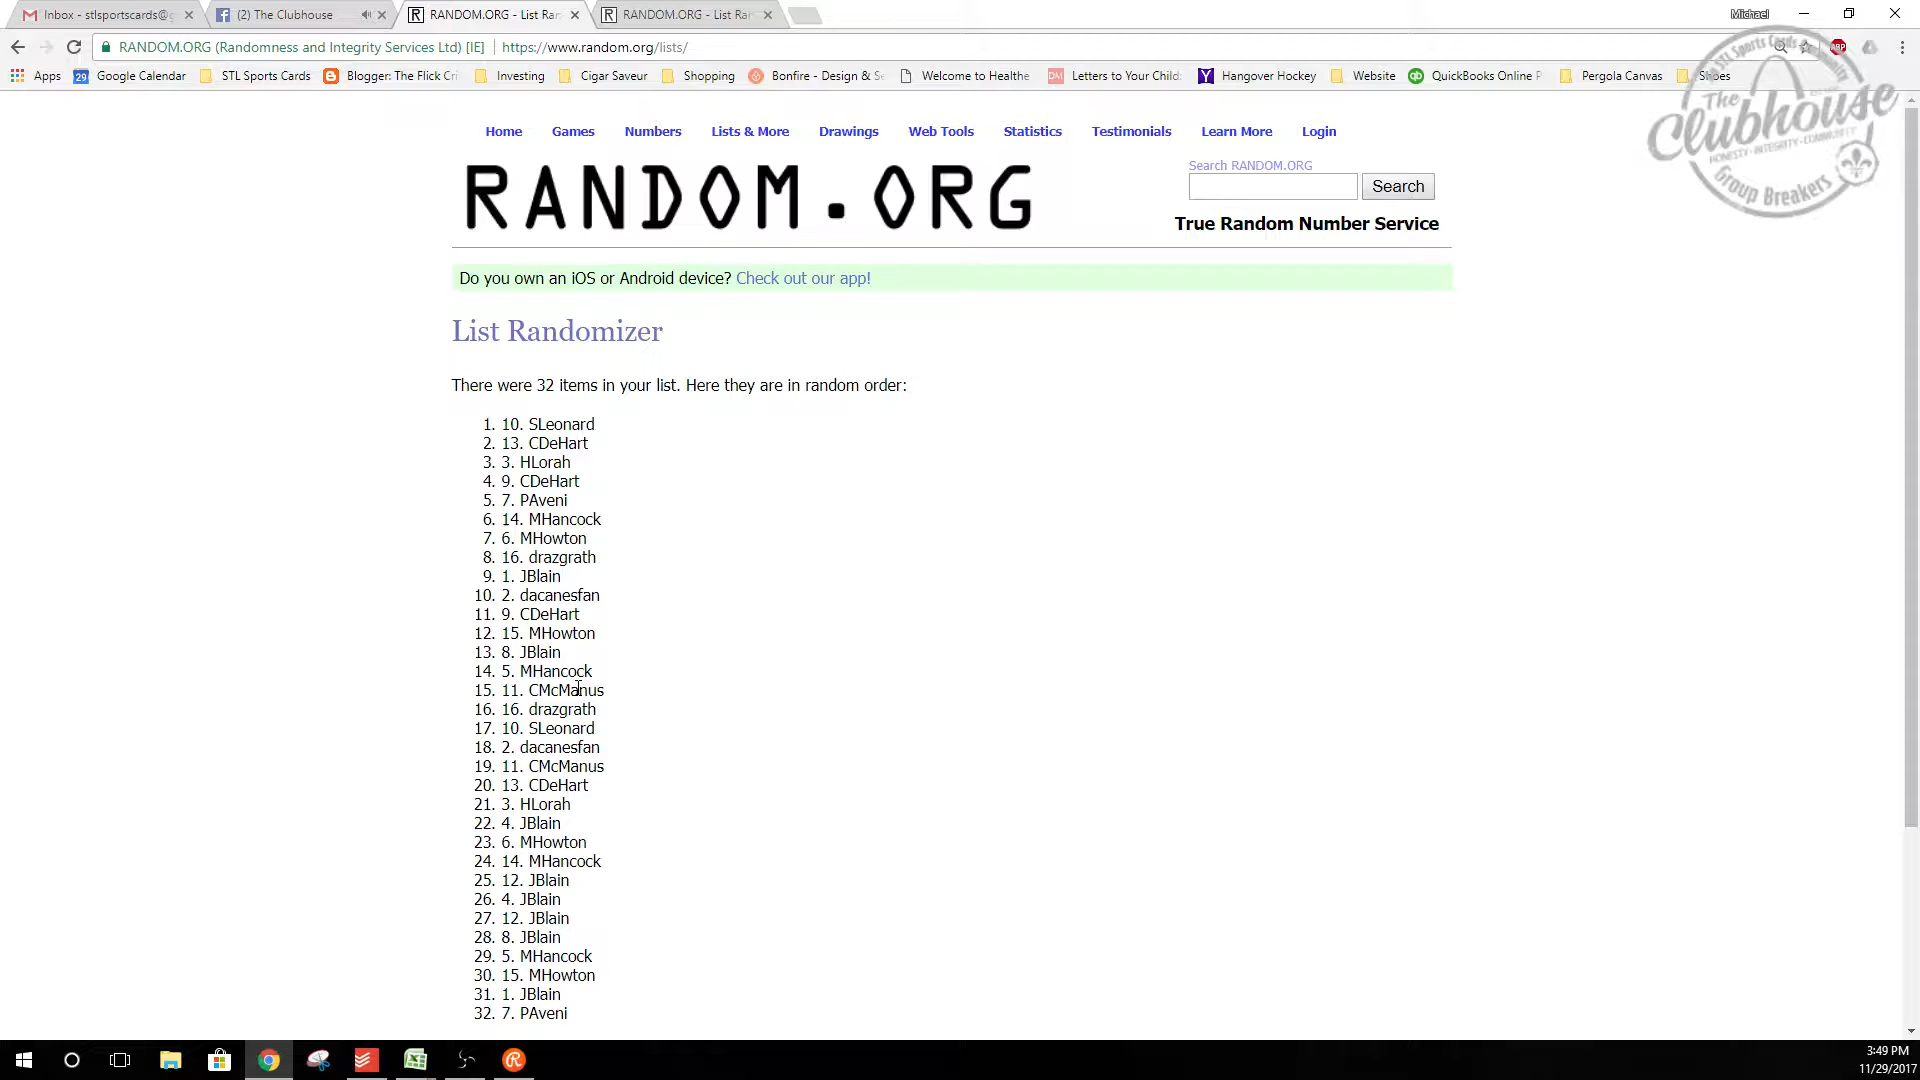 Inbox - stlsportscards@g
(2) The Clubhouse
RANDOM.ORG - List Ran
RANDOM.ORG - List Ran
Michael
RANDOM.ORG (Randomness and Integrity Services Ltd) [IE]
https://www.random.org/lists/
Apps
29
Google Calendar
STL Sports Cards
Blogger: The Flick Cri
Investing
Cigar Saveur
Shopping
Bonfire - Design & Se
Welcome to Healthe
DM
Letters to Your Child:
Y
Hangover Hockey
Website
qb
QuickBooks Online P
Pergola Canvas
Shoes
STL Sports Cards
The
Clubhouse
HONESTY · INTEGRITY · COMMUNITY
Group Breakers
Home
Games
Numbers
Lists & More
Drawings
Web Tools
Statistics
Testimonials
Learn More
Login
RANDOM.ORG
Search RANDOM.ORG
Search
True Random Number Service
Do you own an iOS or Android device? Check out our app!
List Randomizer
There were 32 items in your list. Here they are in random order:
1. 10. SLeonard
2. 13. CDeHart
3. 3. HLorah
4. 9. CDeHart
5. 7. PAveni
6. 14. MHancock
7. 6. MHowton
8. 16. drazgrath
9. 1. JBlain
10. 2. dacanesfan
11. 9. CDeHart
12. 15. MHowton
13. 8. JBlain
14. 5. MHancock
15. 11. CMcManus
16. 16. drazgrath
17. 10. SLeonard
18. 2. dacanesfan
19. 11. CMcManus
20. 13. CDeHart
21. 3. HLorah
22. 4. JBlain
23. 6. MHowton
24. 14. MHancock
25. 12. JBlain
26. 4. JBlain
27. 12. JBlain
28. 8. JBlain
29. 5. MHancock
30. 15. MHowton
31. 1. JBlain
32. 7. PAveni
3:49 PM
11/29/2017